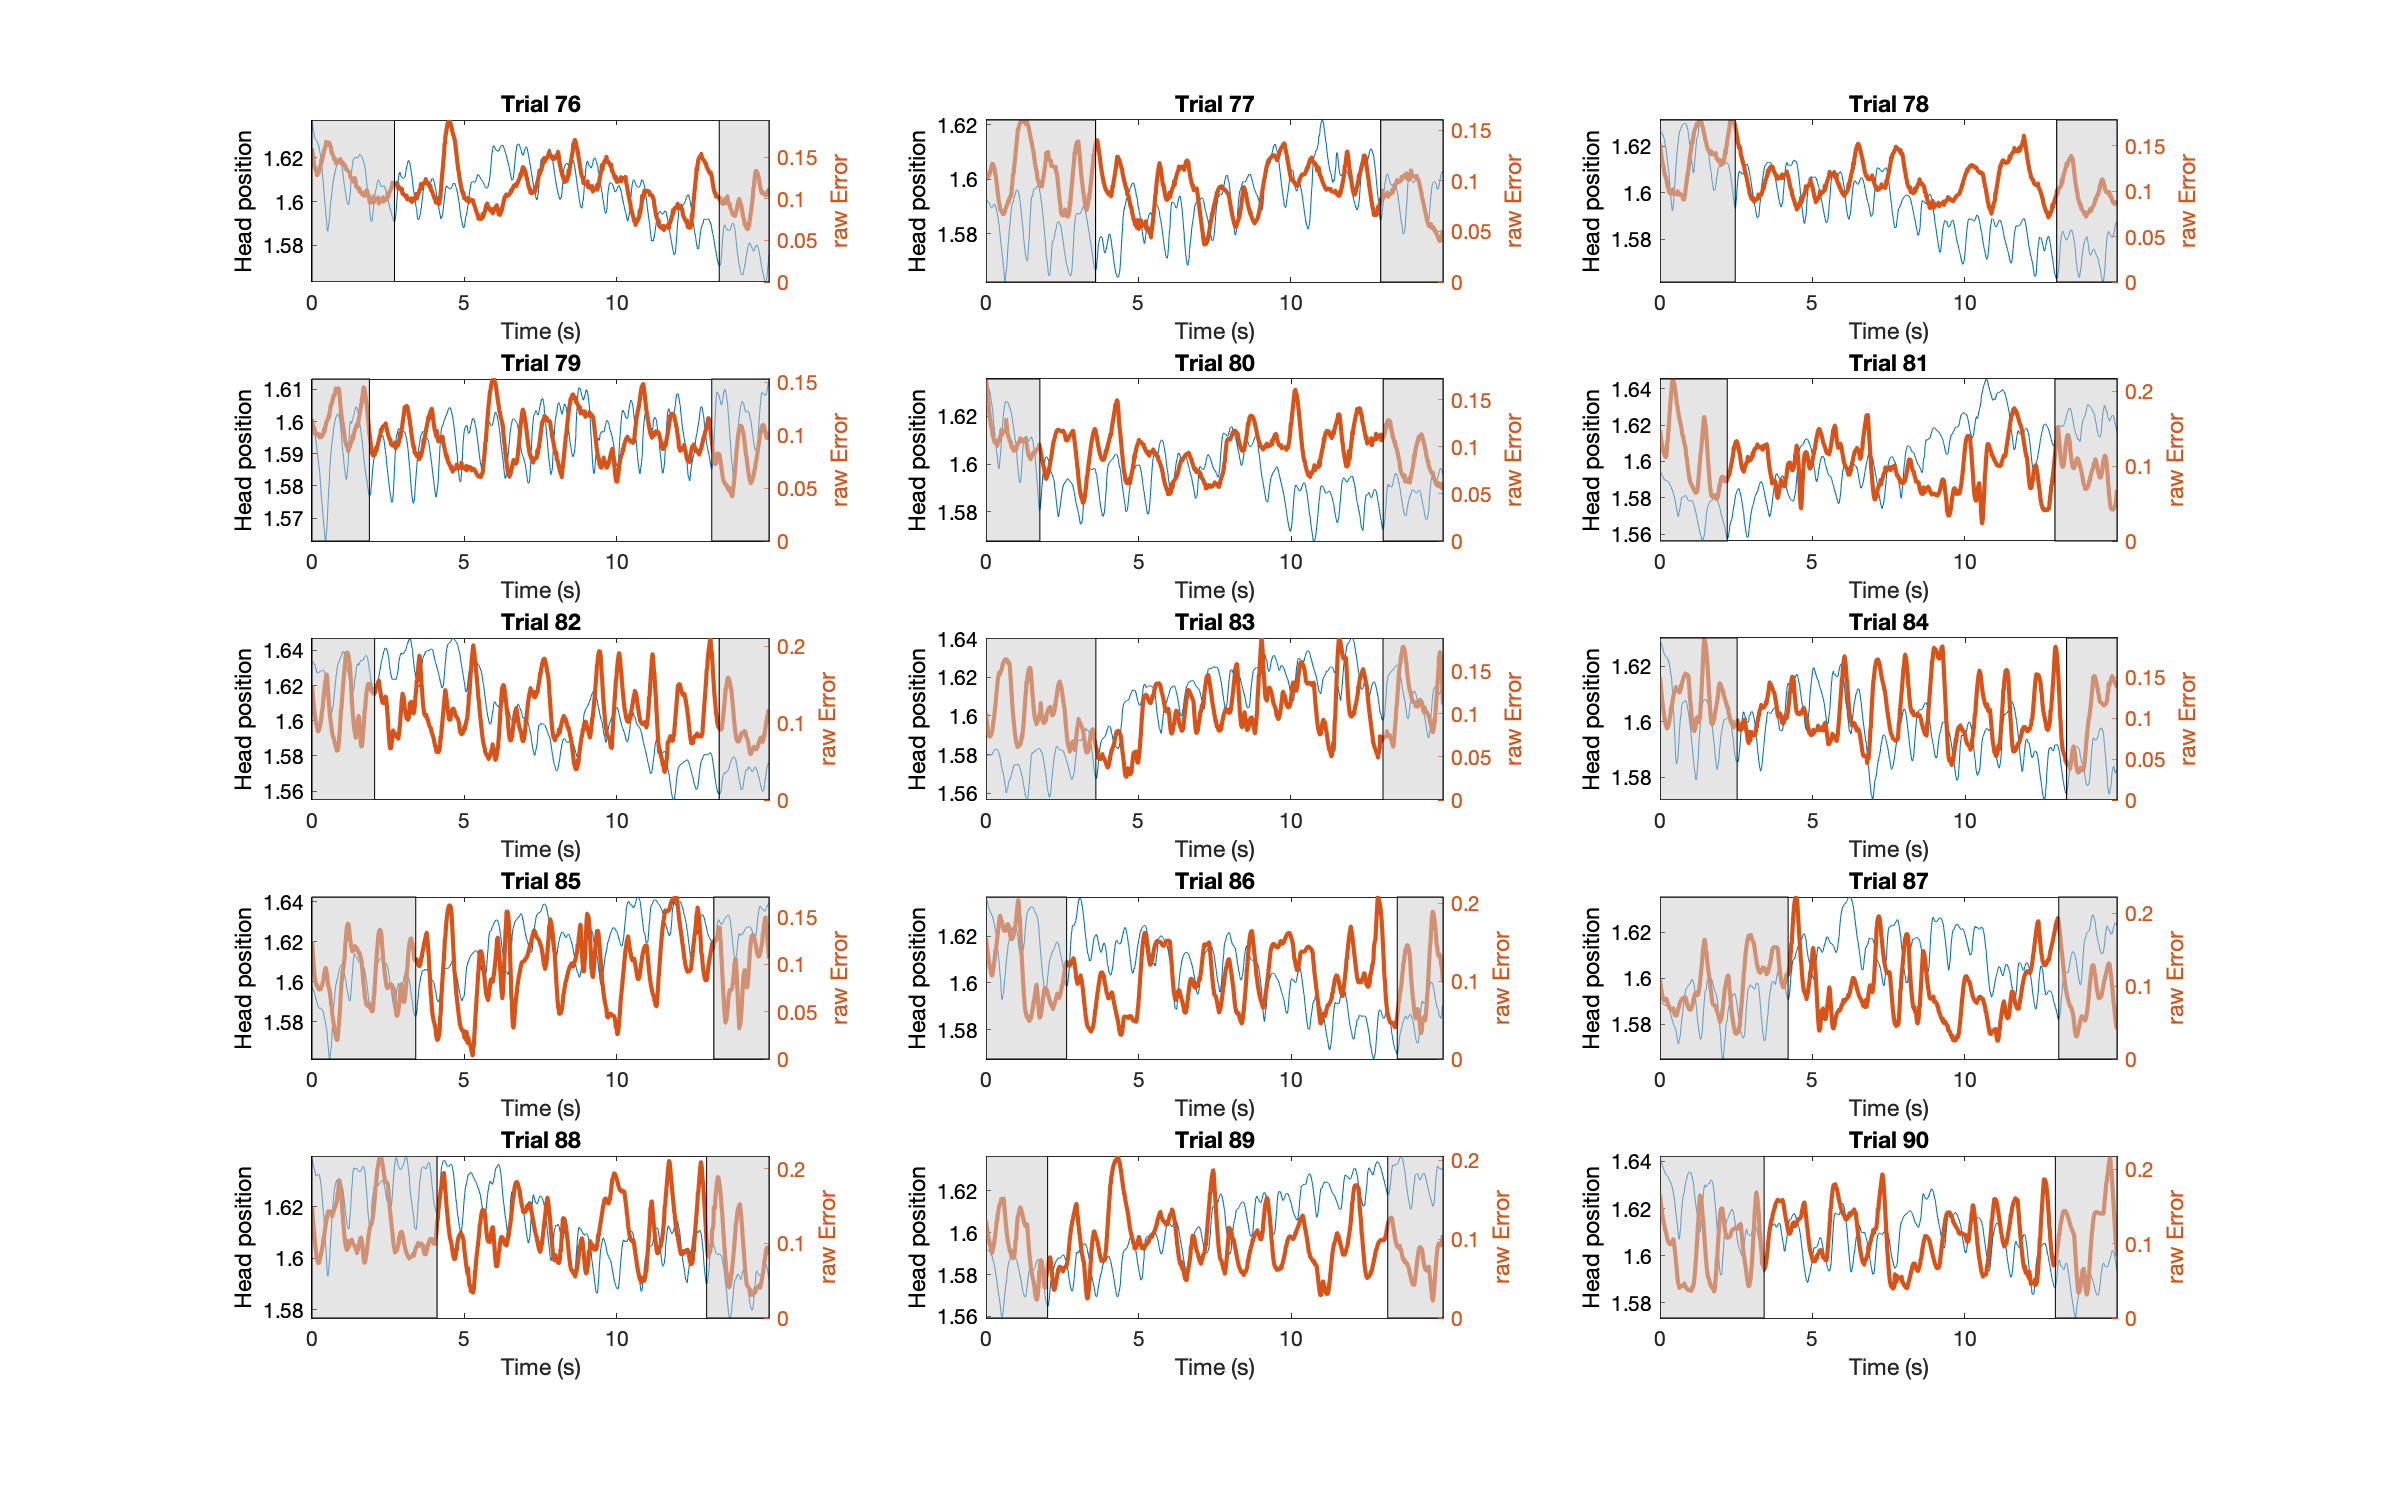 Trial 76 Trial 77 Trial 78
Head position 1.62 1.6 1.58 0.15 0.1 0.05 0 raw Error Head position 1.62 1.6 1.58 0.15 0.1 0.05 0 raw Error Head position 1.62 1.6 1.58 0.15 0.1 0.05 0 raw Error
0 5 10 0 5 10 0 5 10
Time (s) Time (s) Time (s)
Trial 79 Trial 80 Trial 81
Head position 1.61 1.6 1.59 1.58 1.57 0.15 0.1 0.05 0 raw Error Head position 1.62 1.6 1.58 0.15 0.1 0.05 0 raw Error Head position 1.64 1.62 1.6 1.58 1.56 0.2 0.1 0 raw Error
0 5 10 0 5 10 0 5 10
Time (s) Time (s) Time (s)
Trial 82 Trial 83 Trial 84
Head position 1.64 1.62 1.6 1.58 1.56 0.2 0.1 0 raw Error Head position 1.64 1.62 1.6 1.58 1.56 0.15 0.1 0.05 0 raw Error Head position 1.62 1.6 1.58 0.15 0.1 0.05 0 raw Error
0 5 10 0 5 10 0 5 10
Time (s) Time (s) Time (s)
Trial 85 Trial 86 Trial 87
Head position 1.64 1.62 1.6 1.58 0.15 0.1 0.05 0 raw Error Head position 1.62 1.6 1.58 0.2 0.1 0 raw Error Head position 1.62 1.6 1.58 0.2 0.1 0 raw Error
0 5 10 0 5 10 0 5 10
Time (s) Time (s) Time (s)
Trial 88 Trial 89 Trial 90
Head position 1.62 1.6 1.58 0.2 0.1 0 raw Error Head position 1.62 1.6 1.58 1.56 0.2 0.1 0 raw Error Head position 1.64 1.62 1.6 1.58 0.2 0.1 0 raw Error
0 5 10 0 5 10 0 5 10
Time (s) Time (s) Time (s)